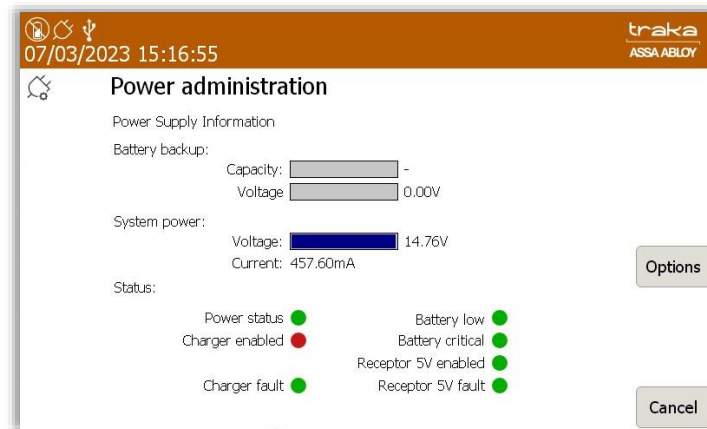 07/03/2023 15:16:55
traka
ASSA ABLOY
Power administration
Power Supply Information
Battery backup:
Capacity: -
Voltage 0.00V
System power:
Voltage: 14.76V
Current: 457.60mA
Options
Status:
Power status Battery low
Charger enabled Battery critical
Receptor 5V enabled
Charger fault Receptor 5V fault
Cancel